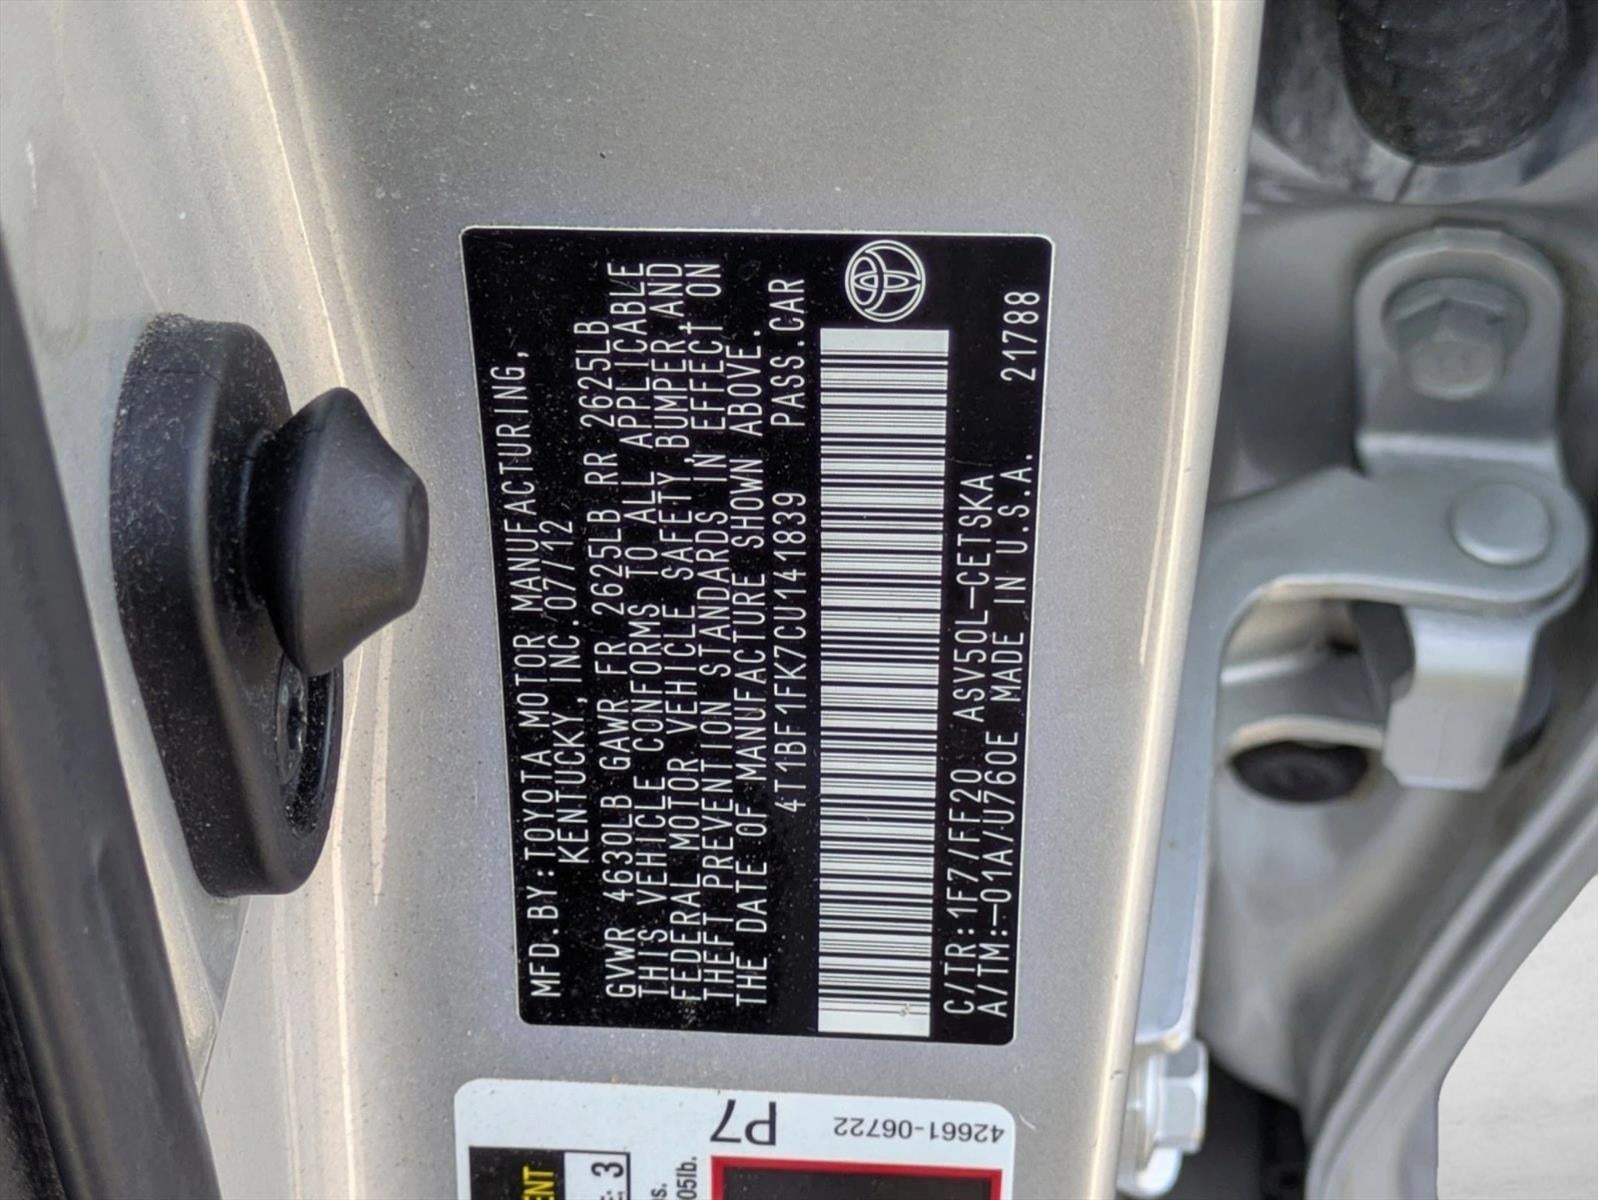 MFD.BY:TOYOTA MOTOR MANUFACTURING,
KENTUCKY, INC.07/12
GVWR 4630LB GAWR FR 2625LB RR 2625LB
THIS VEHICLE CONFORMS TO ALL APPLICABLE
FEDERAL MOTOR VEHICLE SAFETY,BUMPER,AND
THEFT PREVENTION STANDARDS IN EFFECT ON
THE DATE OF MANUFACTURE SHOWN ABOVE.
4T1BF1FK7CU141839 PASS.CAR
C/TR:1F7/FF20 ASV50L-CETSKA
A/TM:-01A/U760E MADE IN U.S.A. 21788
P7
42661-06722
3
05lb.